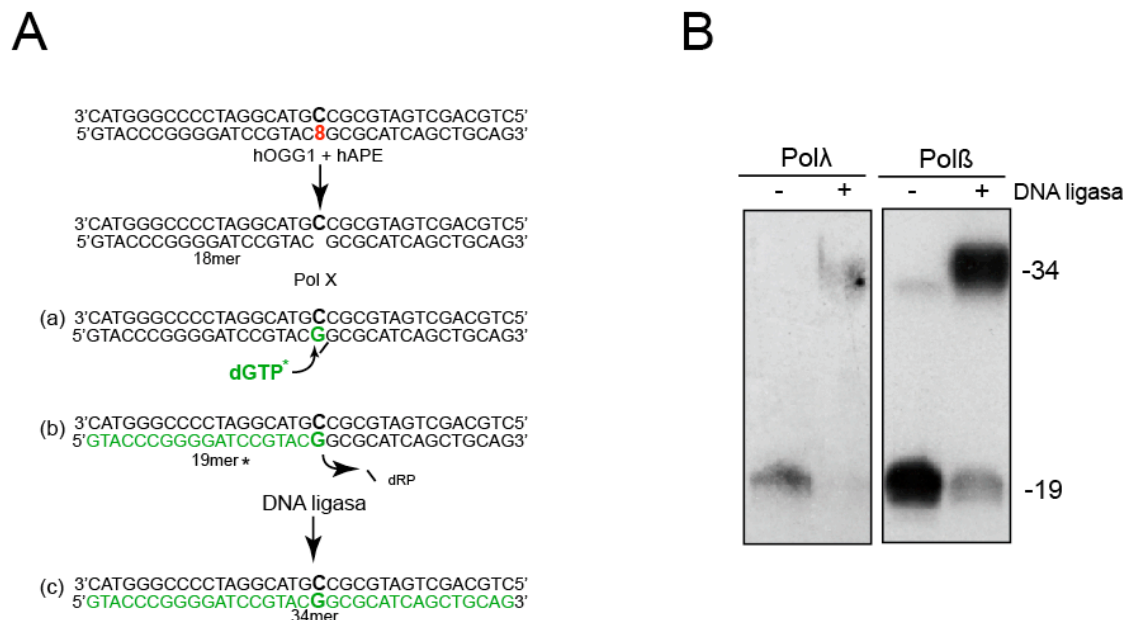 A
3'CATGGGCCCCTAGGCATGCCGCGTAGTCGACGTC5'
5'GTACCCGGGGATCCGTAC8GCGCATCAGCTGCAG3'
hOGG1 + hAPE
3'CATGGGCCCCTAGGCATGCCGCGTAGTCGACGTC5'
5'GTACCCGGGGATCCGTAC GCGCATCAGCTGCAG3'
18mer
Pol X
(a)
3'CATGGGCCCCTAGGCATGCCGCGTAGTCGACGTC5'
5'GTACCCGGGGATCCGTACGGCGCATCAGCTGCAG3'
dGTP*
(b)
3'CATGGGCCCCTAGGCATGCCGCGTAGTCGACGTC5'
5'GTACCCGGGGATCCGTACGGCGCATCAGCTGCAG3'
19mer*
dRP
DNA ligasa
(c)
3'CATGGGCCCCTAGGCATGCCGCGTAGTCGACGTC5'
5'GTACCCGGGGATCCGTACGGCGCATCAGCTGCAG3'
34mer
B
Polλ Polß
- + - + DNA ligasa
-34
-19